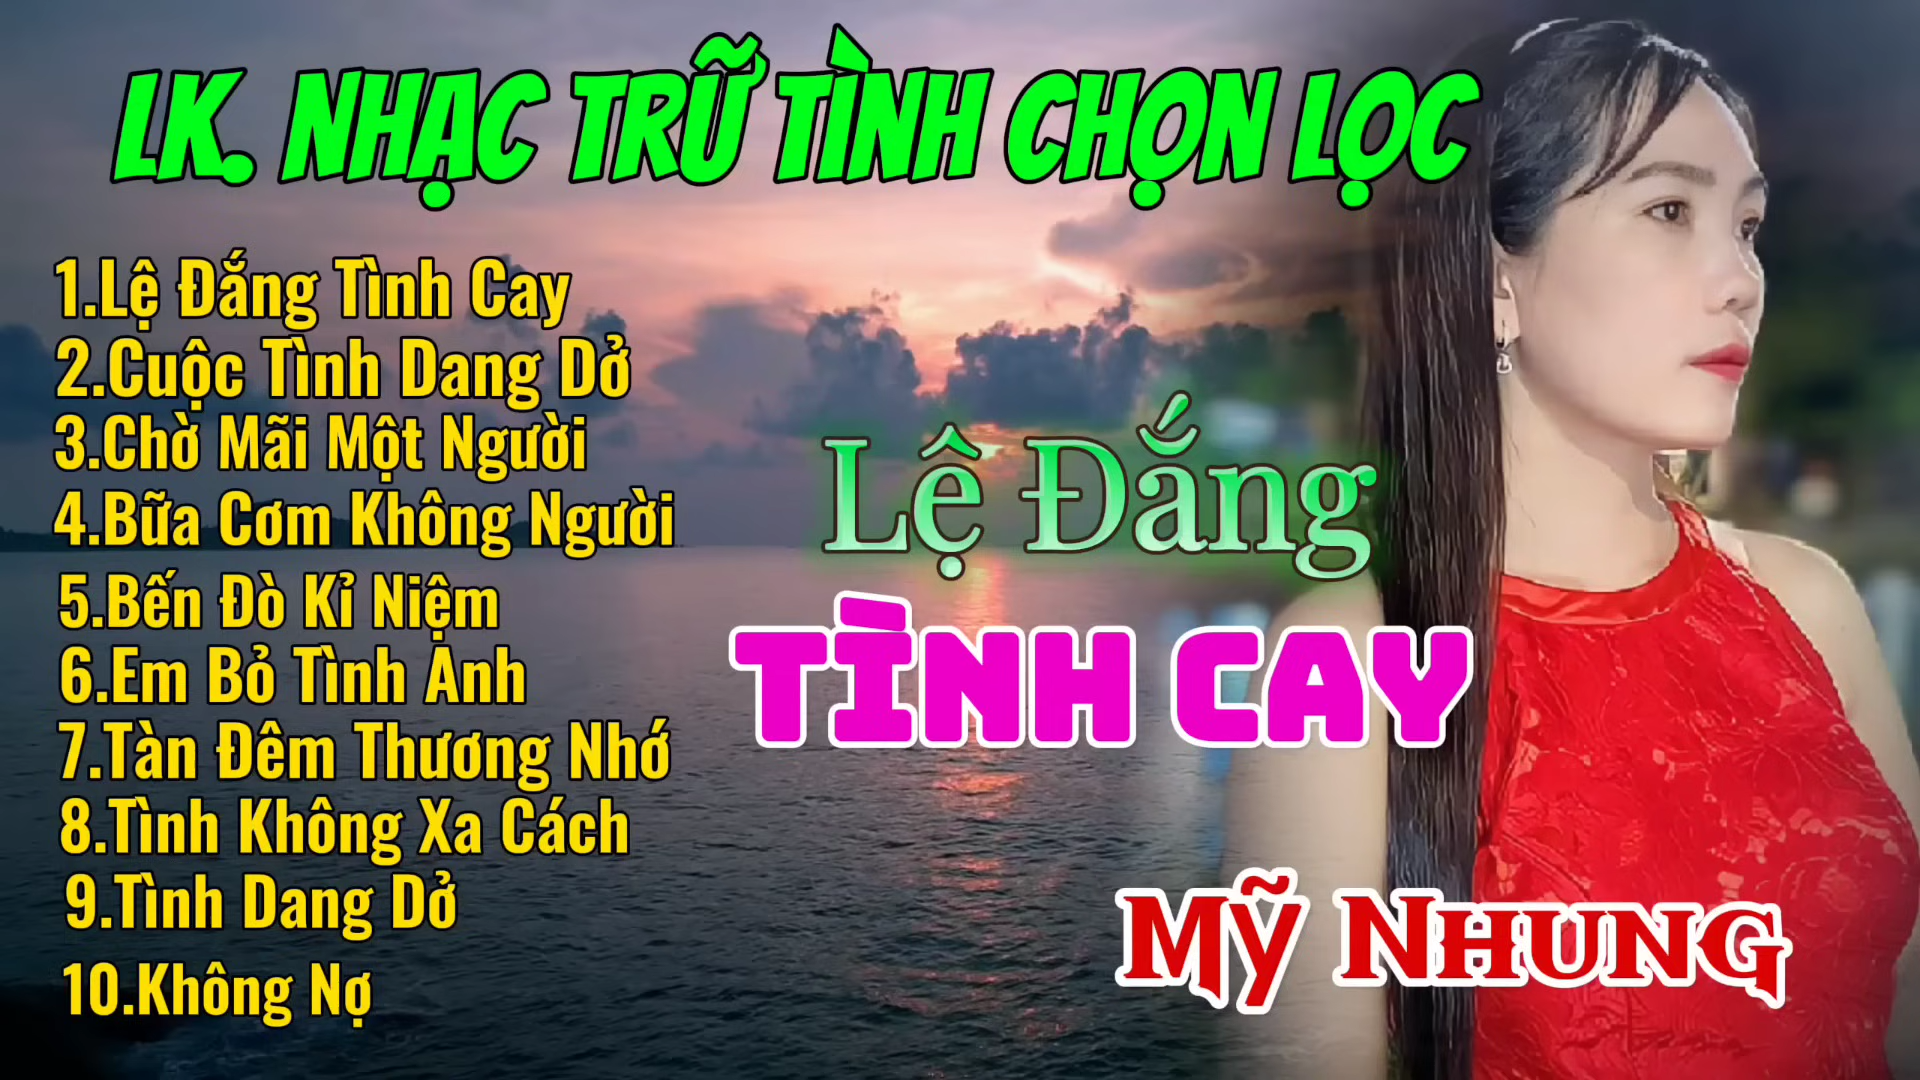 LK. NHẠC TRỮ TÌNH CHỌN LỌC
1.Lệ Đắng Tình Cay
2.Cuộc Tình Dang Dở
3.Chờ Mãi Một Người
4.Bữa Cơm Không Người
5.Bến Đò Kỉ Niệm
6.Em Bỏ Tình Anh
7.Tàn Đêm Thương Nhớ
8.Tình Không Xa Cách
9.Tình Dang Dở
10.Không Nợ
Lệ Đắng
TÌNH CAY
MỸ NHUNG